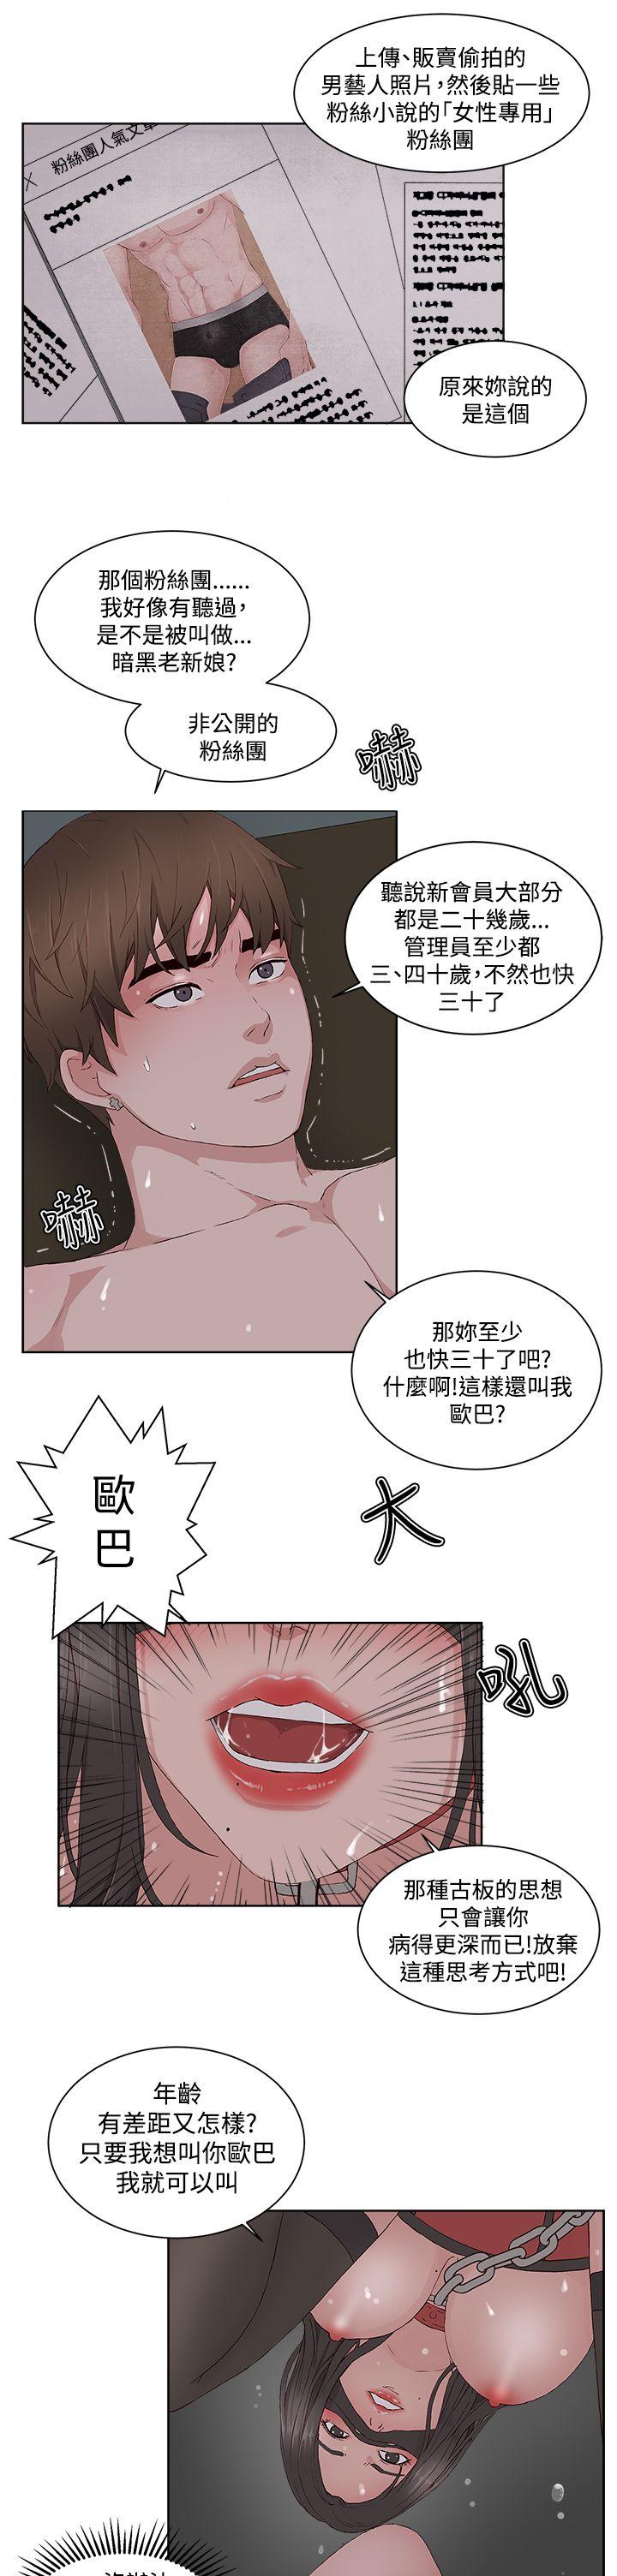 上傳、販賣偷拍的
男藝人照片，然後貼一些
粉絲小說的「女性專用」
粉絲團
粉絲團人氣文章
原來妳說的
是這個
那個粉絲團……
我好像有聽過，
是不是被叫做…
暗黑老新娘?
非公開的
粉絲團
嚇
聽說新會員大部分
都是二十幾歲…
管理員至少都
三、四十歲，不然也快
三十了
嚇
那妳至少
也快三十了吧?
什麼啊!這樣還叫我
歐巴?
歐
巴
大
吼
那種古板的思想
只會讓你
病得更深而已!放棄
這種思考方式吧!
年齡
有差距又怎樣?
只要我想叫你歐巴
我就可以叫